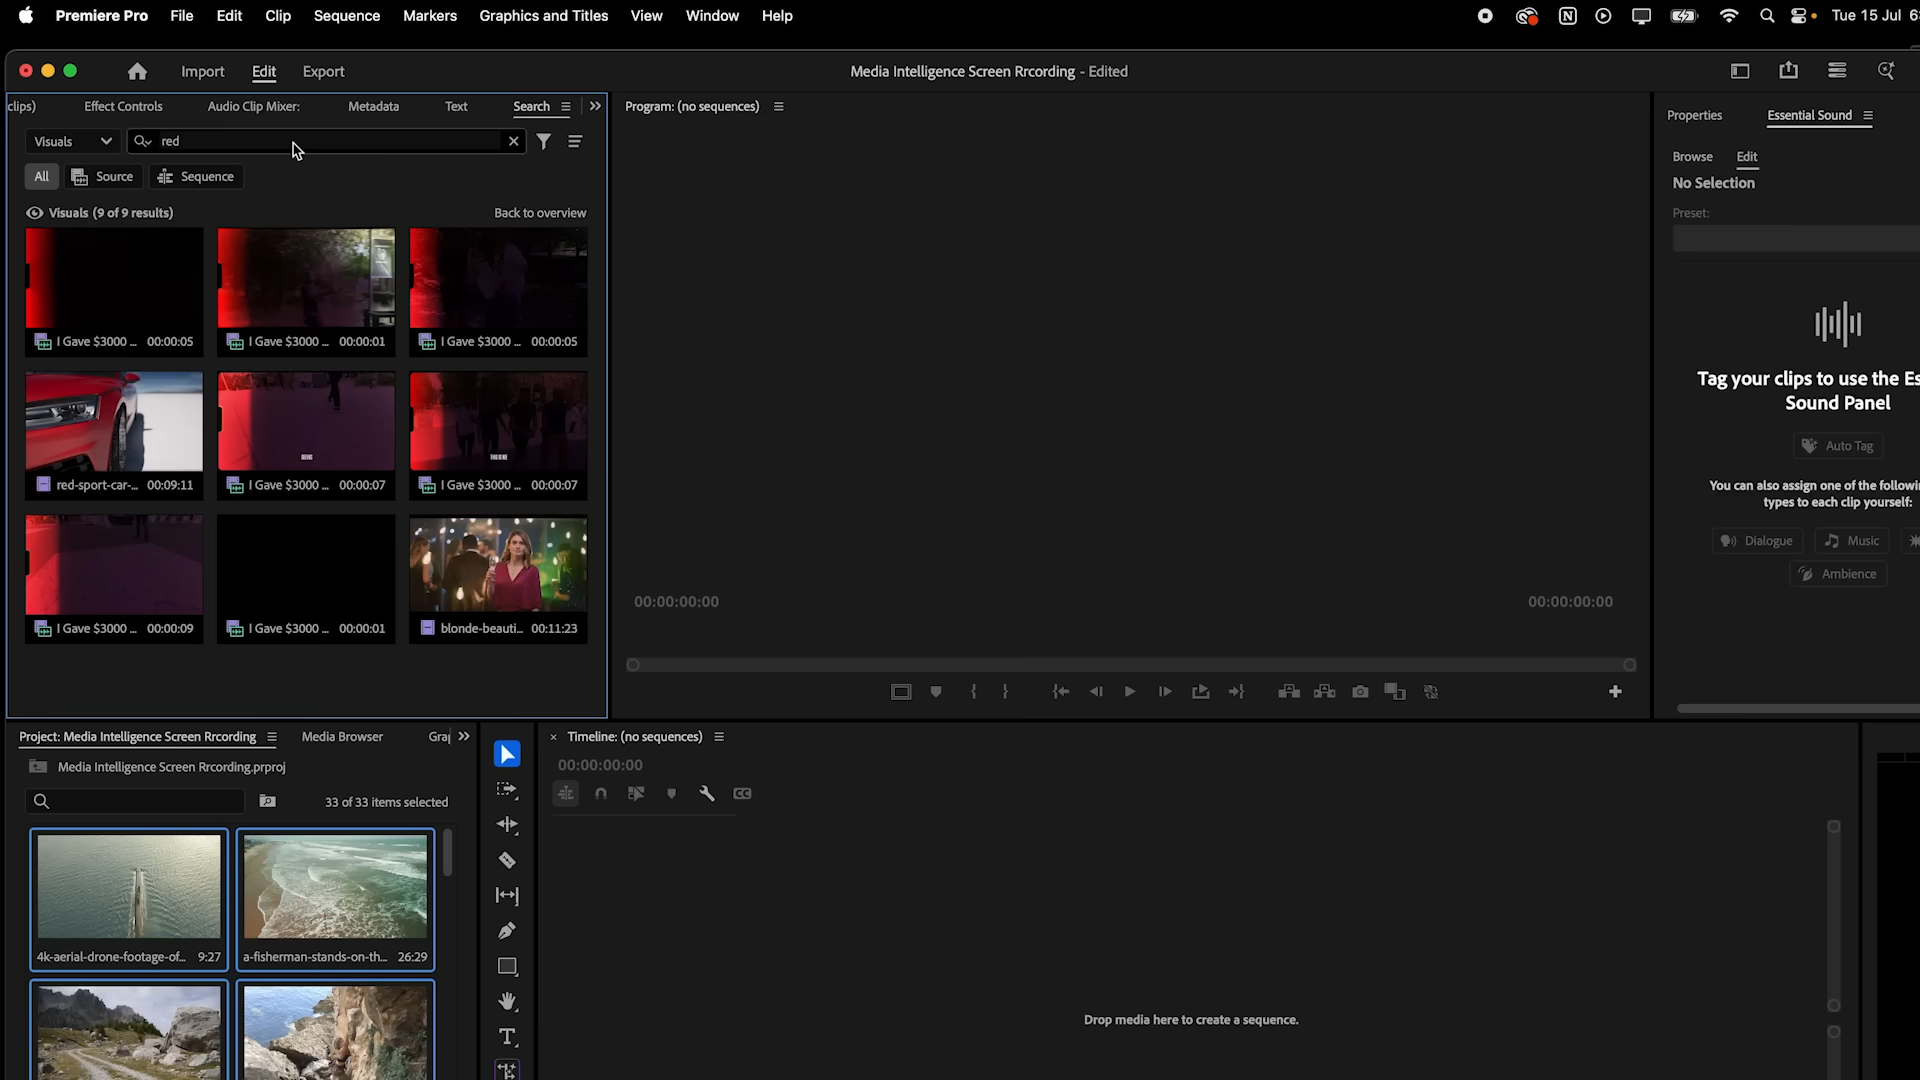 Premiere Pro File Edit Clip Sequence Markers Graphics and Titles View Window Help
Tue 15 Jul
Import Edit Export
Media Intelligence Screen Rrcording - Edited
clips) Effect Controls Audio Clip Mixer: Metadata Text Search
Program: (no sequences)
Properties Essential Sound
Visuals red
Browse Edit
All Source Sequence
No Selection
Visuals (9 of 9 results) Back to overview
Preset:
I Gave $3000 ... 00:00:05 I Gave $3000 ... 00:00:01 I Gave $3000 ... 00:00:05
Tag your clips to use the Es
Sound Panel
Auto Tag
THIS IS ME
red-sport-car-... 00:09:11 I Gave $3000 ... 00:00:07 I Gave $3000 ... 00:00:07
You can also assign one of the followi
types to each clip yourself:
Dialogue Music
Ambience
00:00:00:00 00:00:00:00
I Gave $3000 ... 00:00:09 I Gave $3000 ... 00:00:01 blonde-beauti... 00:11:23
Project: Media Intelligence Screen Rrcording Media Browser Gra
Timeline: (no sequences)
Media Intelligence Screen Rrcording.prproj
00:00:00:00
33 of 33 items selected
CC
4k-aerial-drone-footage-of... 9:27 a-fisherman-stands-on-th... 26:29
Drop media here to create a sequence.